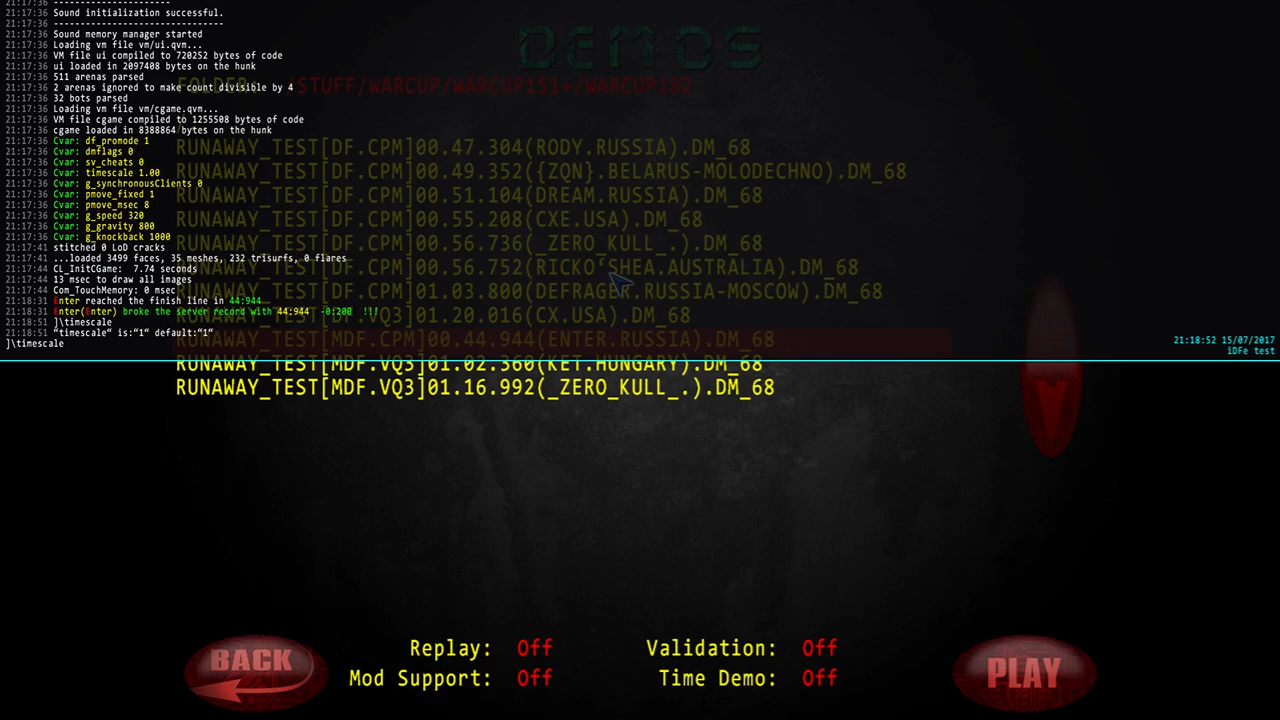 21:17:36 ----------------------
21:17:36 Sound initialization successful.
21:17:36 --------------------------------
21:17:36 Sound memory manager started
21:17:36 Loading vm file vm/ui.qvm...
21:17:36 VM file ui compiled to 720252 bytes of code
21:17:36 ui loaded in 2097408 bytes on the hunk
21:17:36 511 arenas parsed
21:17:36 2 arenas ignored to make count divisible by 4
21:17:36 32 bots parsed
21:17:36 Loading vm file vm/cgame.qvm...
21:17:36 VM file cgame compiled to 1255508 bytes of code
21:17:36 cgame loaded in 8388864 bytes on the hunk
21:17:36 Cvar: df_promode 1
21:17:36 Cvar: dmflags 0
21:17:36 Cvar: sv_cheats 0
21:17:36 Cvar: timescale 1.00
21:17:36 Cvar: g_synchronousClients 0
21:17:36 Cvar: pmove_fixed 1
21:17:36 Cvar: pmove_msec 8
21:17:36 Cvar: g_speed 320
21:17:36 Cvar: g_gravity 800
21:17:36 Cvar: g_knockback 1000
21:17:41 stitched 0 LoD cracks
21:17:41 ...loaded 3499 faces, 35 meshes, 232 trisurfs, 0 flares
21:17:44 CL_InitCGame: 7.74 seconds
21:17:44 13 msec to draw all images
21:17:44 Com_TouchMemory: 0 msec
21:18:31 Enter reached the finish line in 44:944
21:18:31 Enter(Enter) broke the server record with 44:944 -0:200 !!!
21:18:51 ]\timescale
21:18:51 "timescale" is:"1" default:"1"
]\timescale
21:18:52 15/07/2017
iDFe test
DEMOS
FOLDER: /STUFF/WARCUP/WARCUP151+/WARCUP182
RUNAWAY_TEST[DF.CPM]00.47.304(RODY.RUSSIA).DM_68
RUNAWAY_TEST[DF.CPM]00.49.352({ZQN}.BELARUS-MOLODECHNO).DM_68
RUNAWAY_TEST[DF.CPM]00.51.104(DREAM.RUSSIA).DM_68
RUNAWAY_TEST[DF.CPM]00.55.208(CXE.USA).DM_68
RUNAWAY_TEST[DF.CPM]00.56.736(_ZERO_KULL_.).DM_68
RUNAWAY_TEST[DF.CPM]00.56.752(RICKO'SHEA.AUSTRALIA).DM_68
RUNAWAY_TEST[DF.CPM]01.03.800(DEFRAGER.RUSSIA-MOSCOW).DM_68
RUNAWAY_TEST[DF.VQ3]01.20.016(CX.USA).DM_68
RUNAWAY_TEST[MDF.CPM]00.44.944(ENTER.RUSSIA).DM_68
RUNAWAY_TEST[MDF.VQ3]01.02.360(KET.HUNGARY).DM_68
RUNAWAY_TEST[MDF.VQ3]01.16.992(_ZERO_KULL_.).DM_68
Replay: Off
Validation: Off
Mod Support: Off
Time Demo: Off
BACK
PLAY